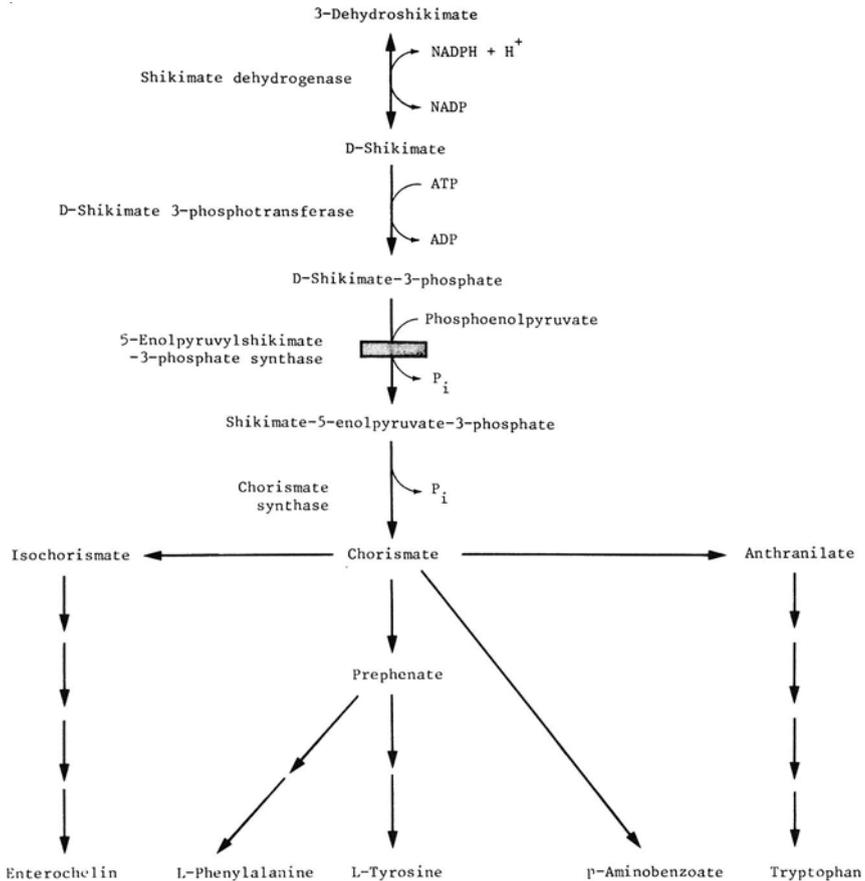 3-Dehydroshikimate
NADPH + H+
Shikimate dehydrogenase
NADP
D-Shikimate
ATP
D-Shikimate 3-phosphotransferase
ADP
D-Shikimate-3-phosphate
Phosphoenolpyruvate
5-Enolpyruvylshikimate
-3-phosphate synthase
Pi
Shikimate-5-enolpyruvate-3-phosphate
Chorismate
synthase
Pi
Isochorismate
Chorismate
Anthranilate
Prephenate
Enterochelin
L-Phenylalanine
L-Tyrosine
p-Aminobenzoate
Tryptophan